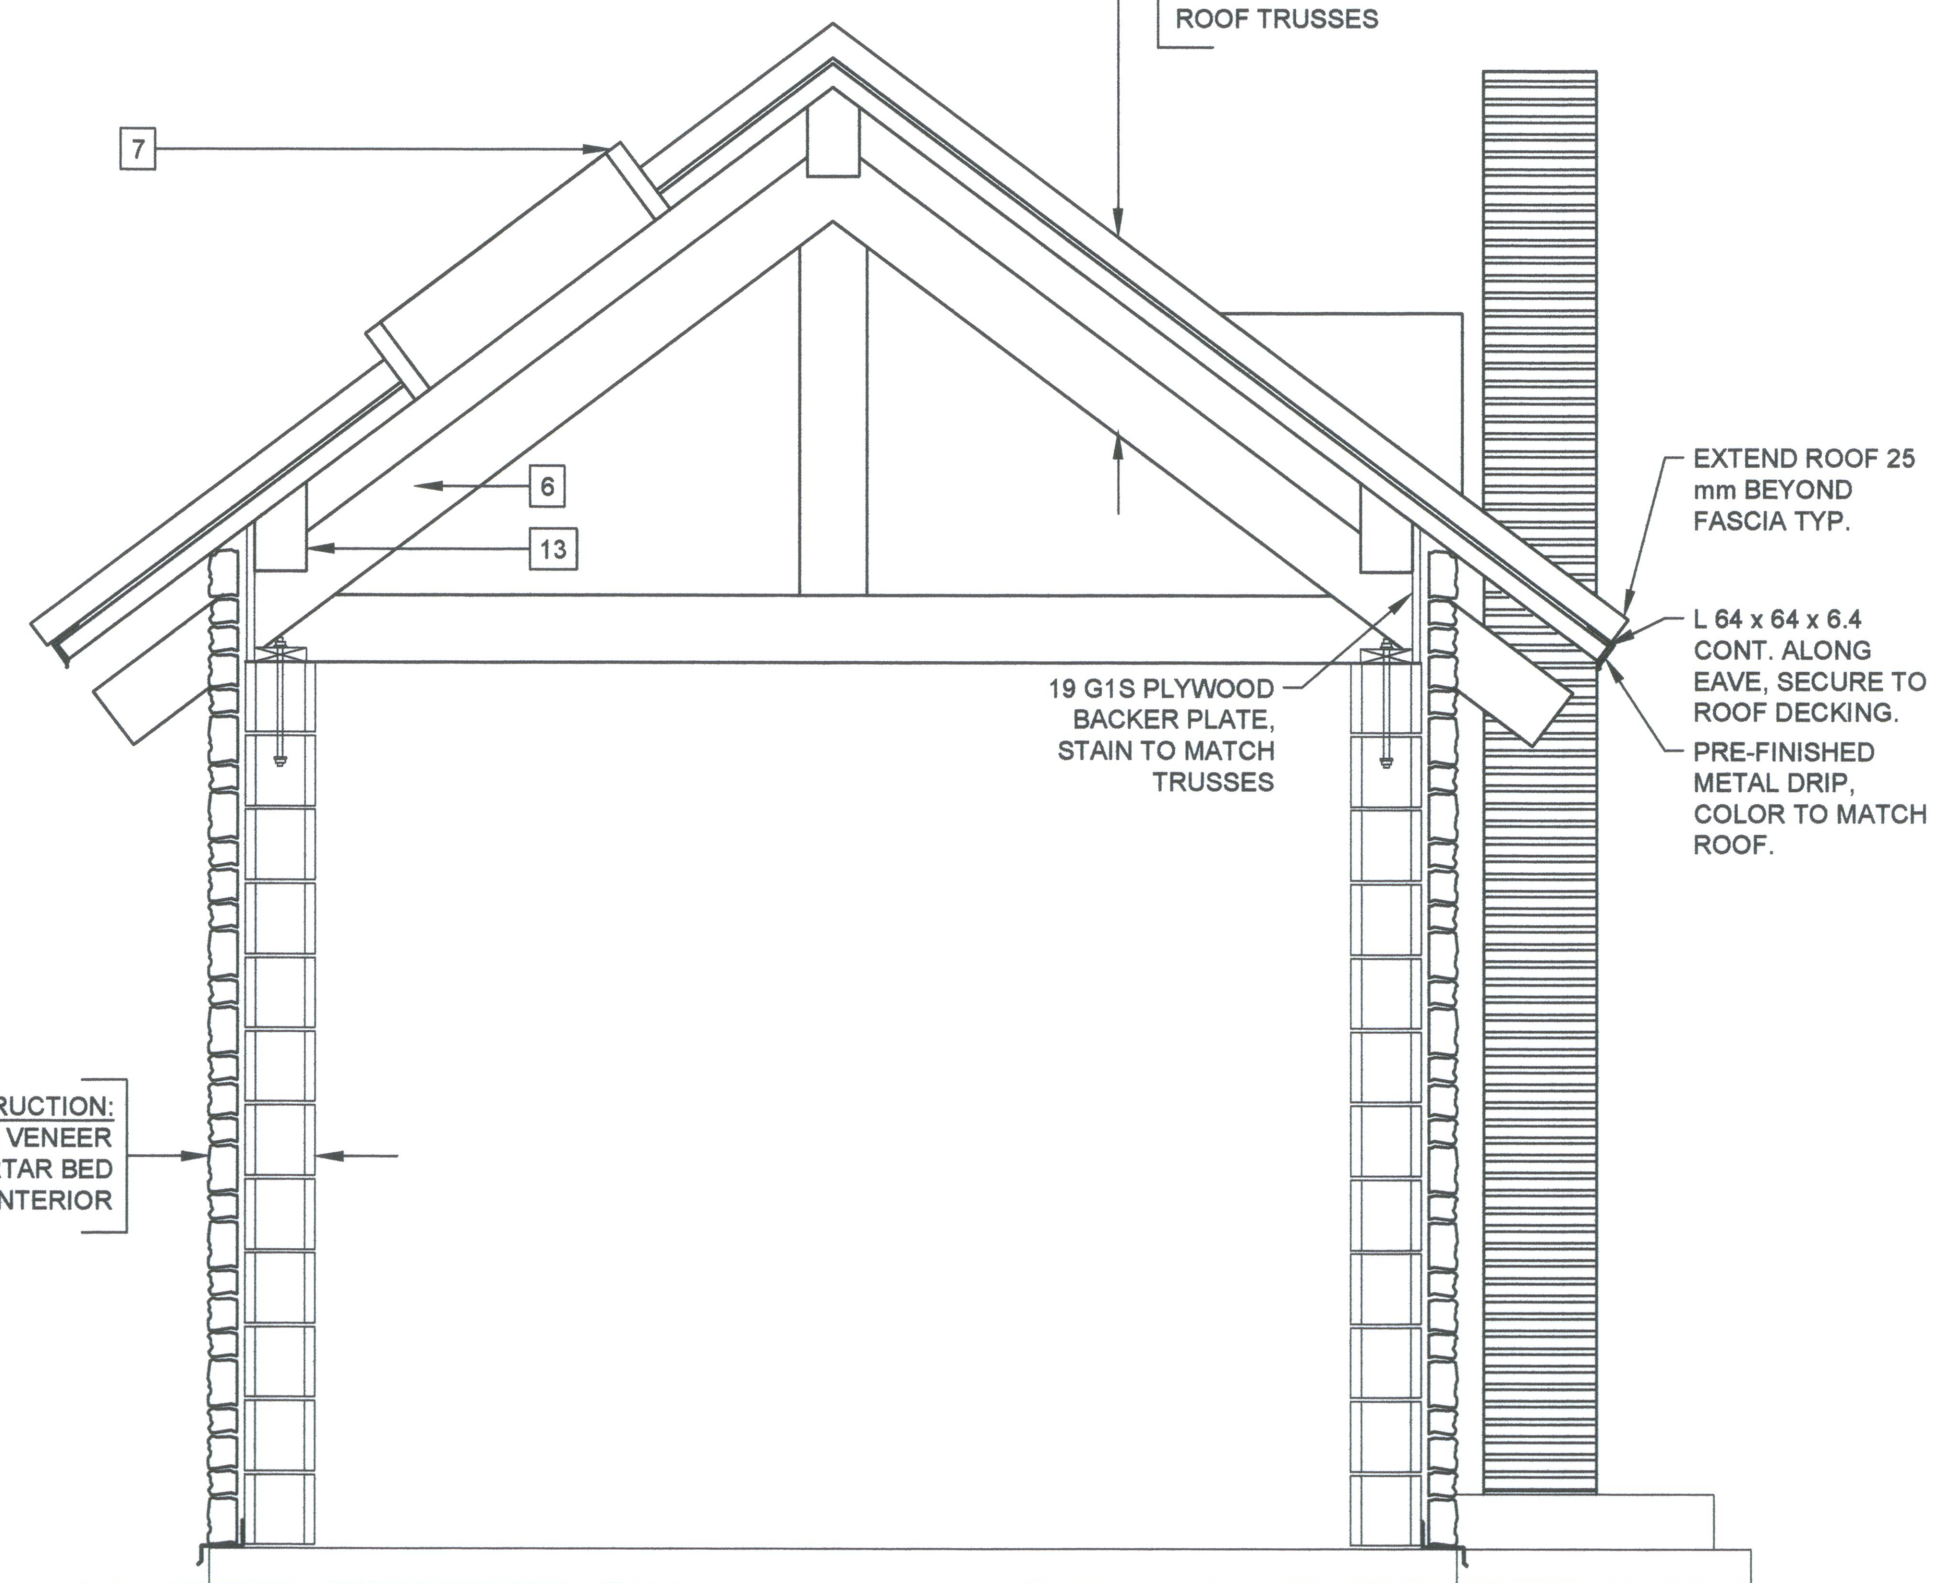 ROOF TRUSSES
7
6
13
EXTEND ROOF 25
mm BEYOND
FASCIA TYP.
L 64 x 64 x 6.4
CONT. ALONG
EAVE, SECURE TO
ROOF DECKING.
PRE-FINISHED
METAL DRIP,
COLOR TO MATCH
ROOF.
19 G1S PLYWOOD
BACKER PLATE,
STAIN TO MATCH
TRUSSES
RUCTION:
VENEER
TAR BED
NTERIOR